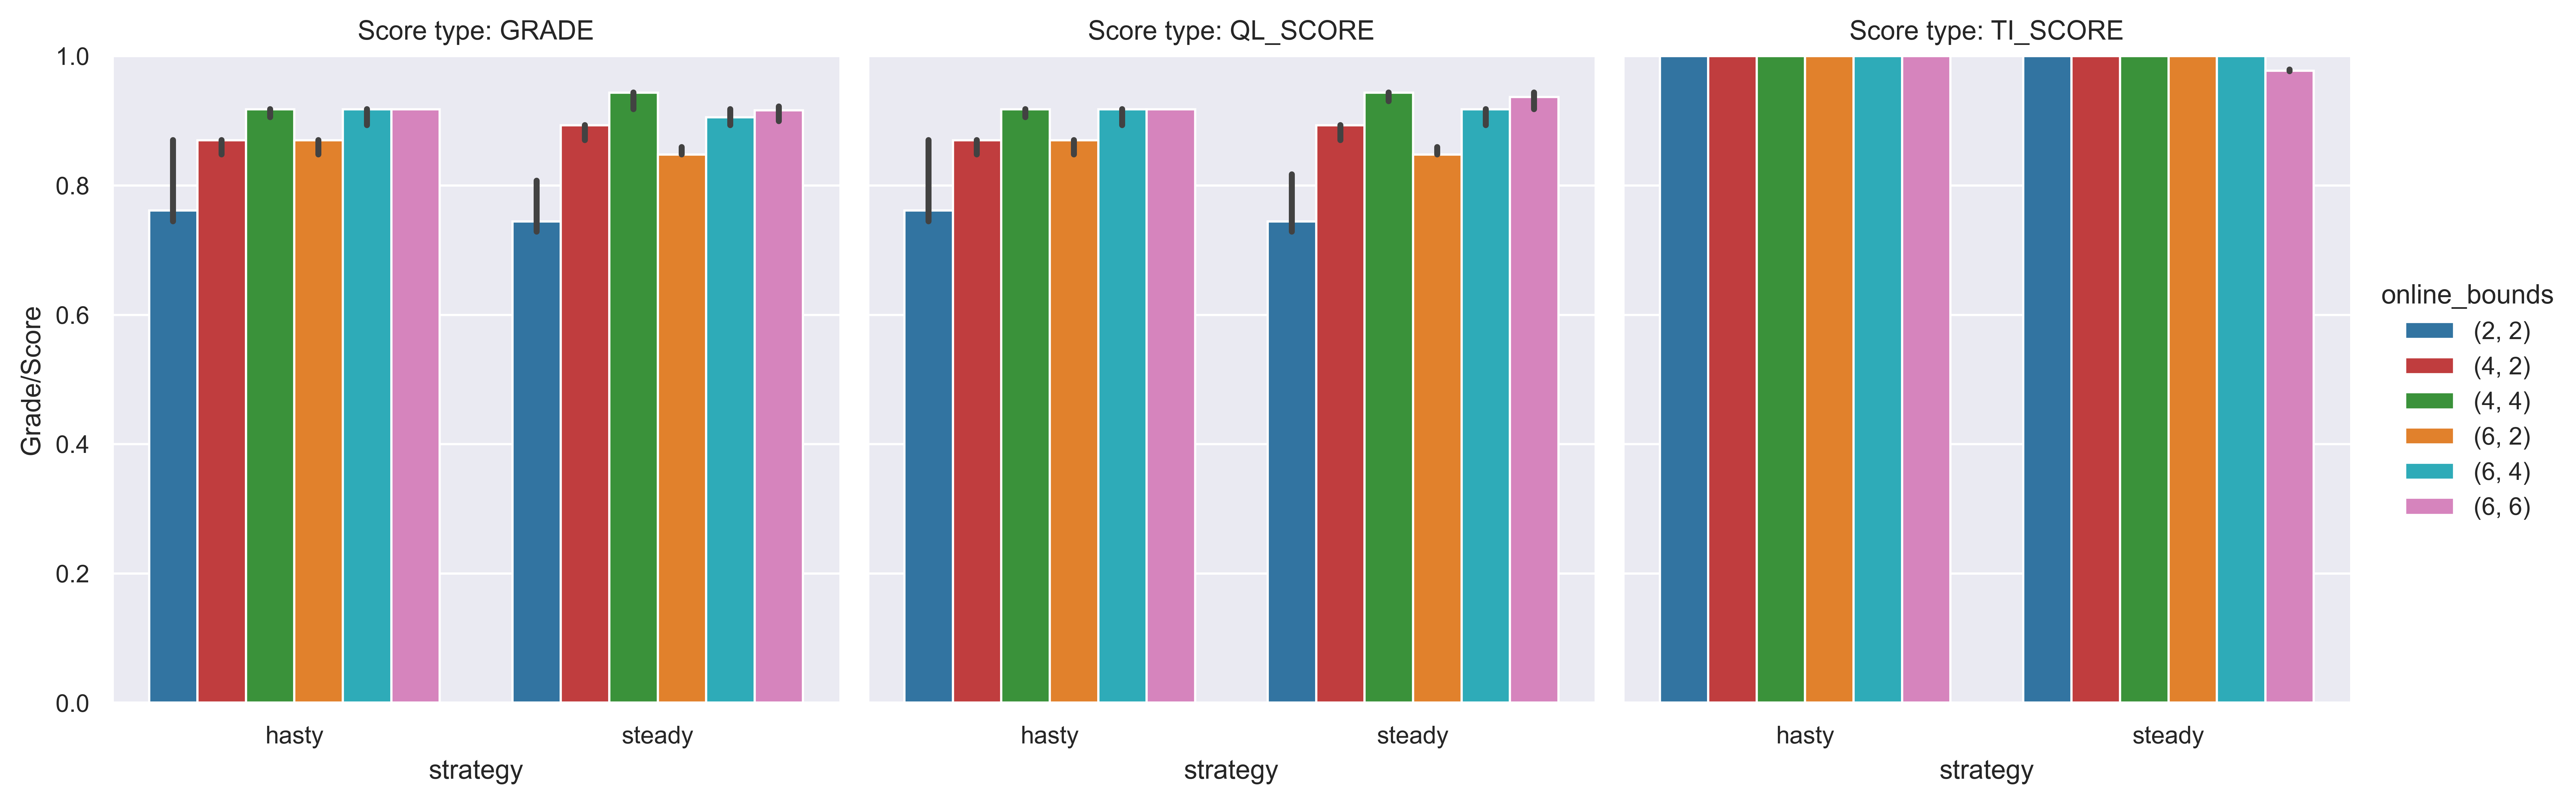 Score type: GRADE
Score type: QL_SCORE
Score type: TI_SCORE
Grade/Score
1.0
0.8
0.6
0.4
0.2
0.0
hasty
steady
hasty
steady
hasty
steady
strategy
strategy
strategy
online_bounds
(2, 2)
(4, 2)
(4, 4)
(6, 2)
(6, 4)
(6, 6)